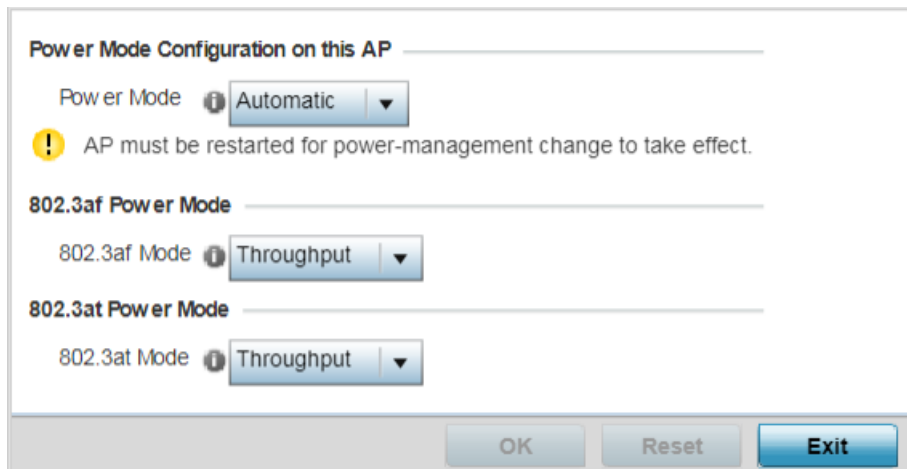 Power Mode Configuration on this AP
Power Mode Automatic
AP must be restarted for power-management change to take effect.
802.3af Power Mode
802.3af Mode Throughput
802.3at Power Mode
802.3at Mode Throughput
OK Reset Exit